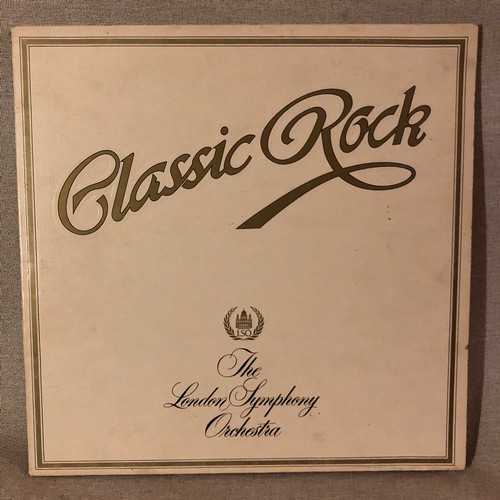 Classic Rock
LSO
The
London Symphony
Orchestra